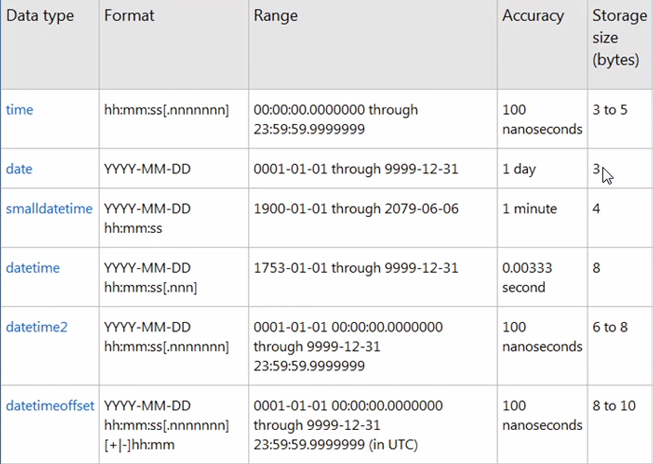 Data type Format Range Accuracy Storage
size
(bytes)
time hh:mm:ss[.nnnnnnn] 00:00:00.0000000 through 100 3 to 5
23:59:59.9999999 nanoseconds
date YYYY-MM-DD 0001-01-01 through 9999-12-31 1 day 3
smalldatetime YYYY-MM-DD 1900-01-01 through 2079-06-06 1 minute 4
hh:mm:ss
datetime YYYY-MM-DD 1753-01-01 through 9999-12-31 0.00333 8
hh:mm:ss[.nnn] second
datetime2 YYYY-MM-DD 0001-01-01 00:00:00.0000000 100 6 to 8
hh:mm:ss[.nnnnnnn] through 9999-12-31 nanoseconds
23:59:59.9999999
datetimeoffset YYYY-MM-DD 0001-01-01 00:00:00.0000000 100 8 to 10
hh:mm:ss[.nnnnnnn] through 9999-12-31 nanoseconds
[+|-]hh:mm 23:59:59.9999999 (in UTC)